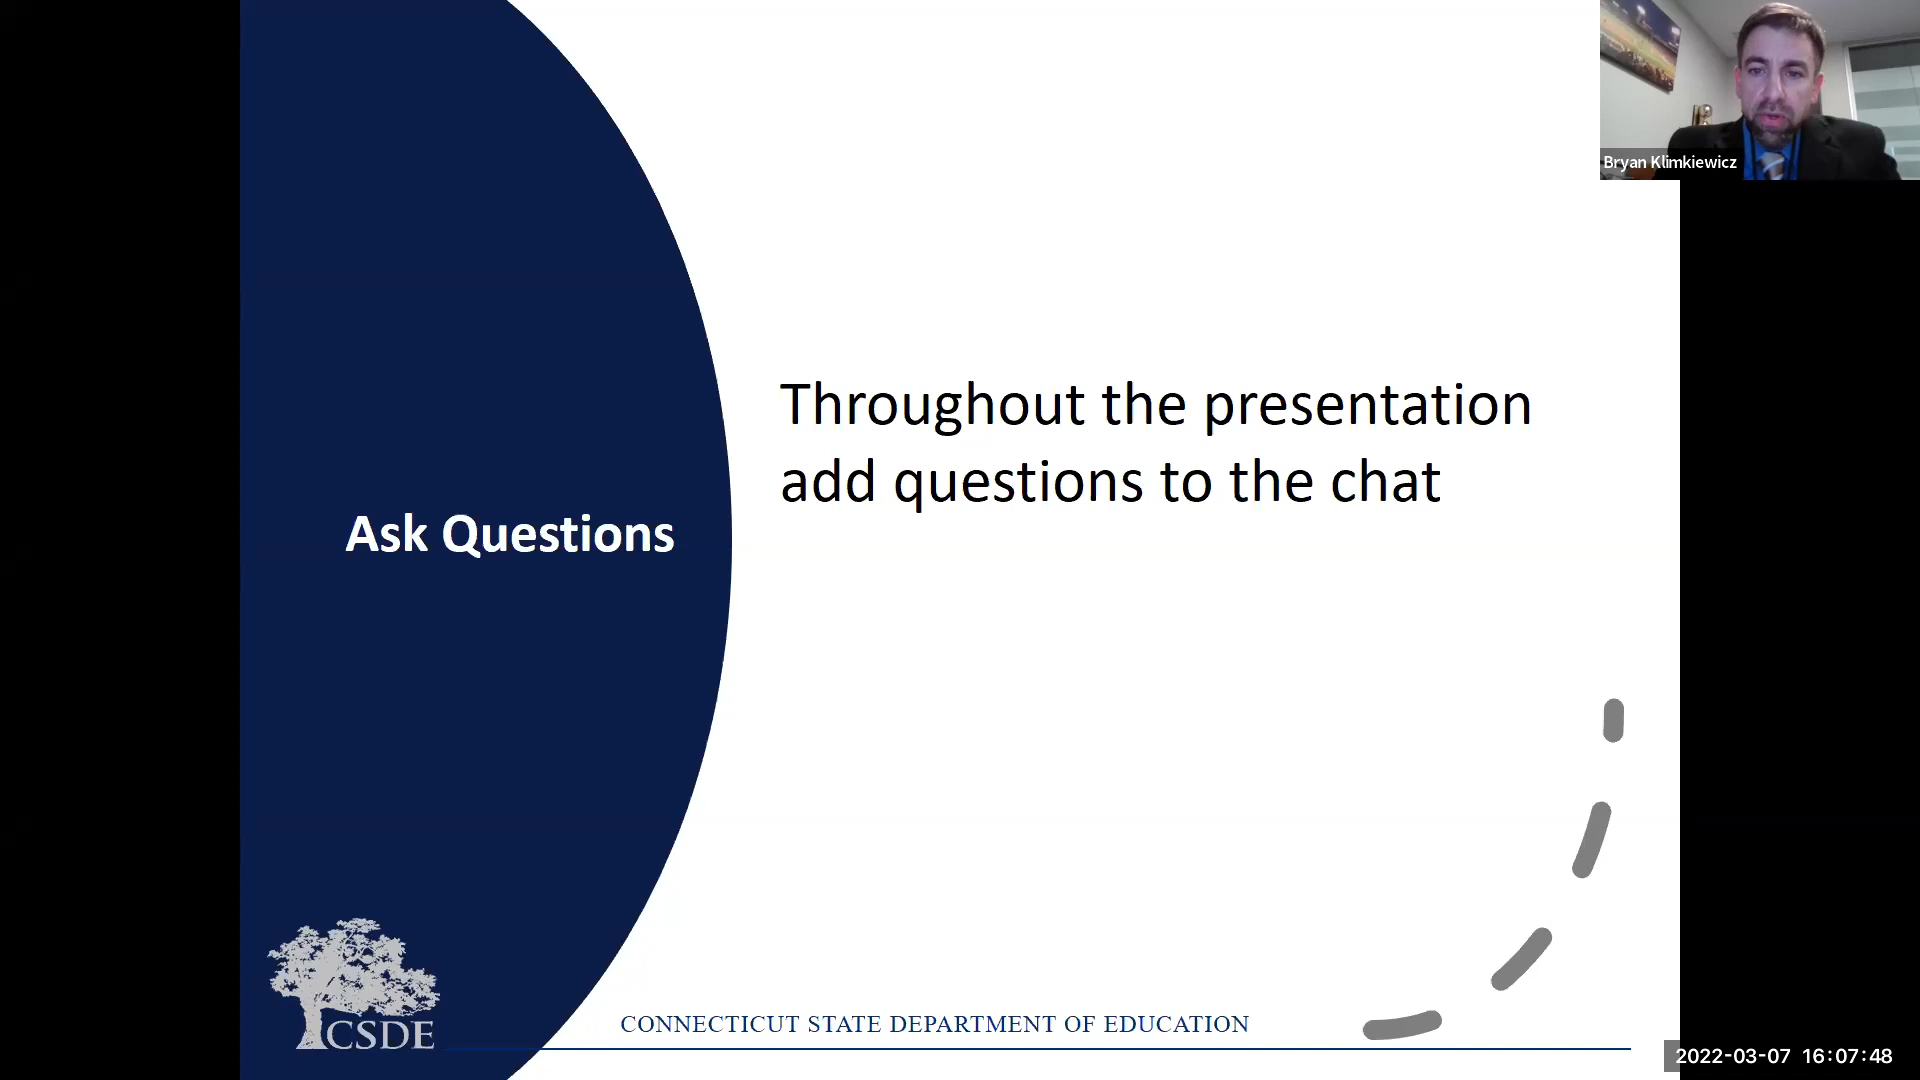 Bryan Klimkiewicz
Throughout the presentation
add questions to the chat
Ask Questions
CSDE
CONNECTICUT STATE DEPARTMENT OF EDUCATION
2022-03-07 16:07:48